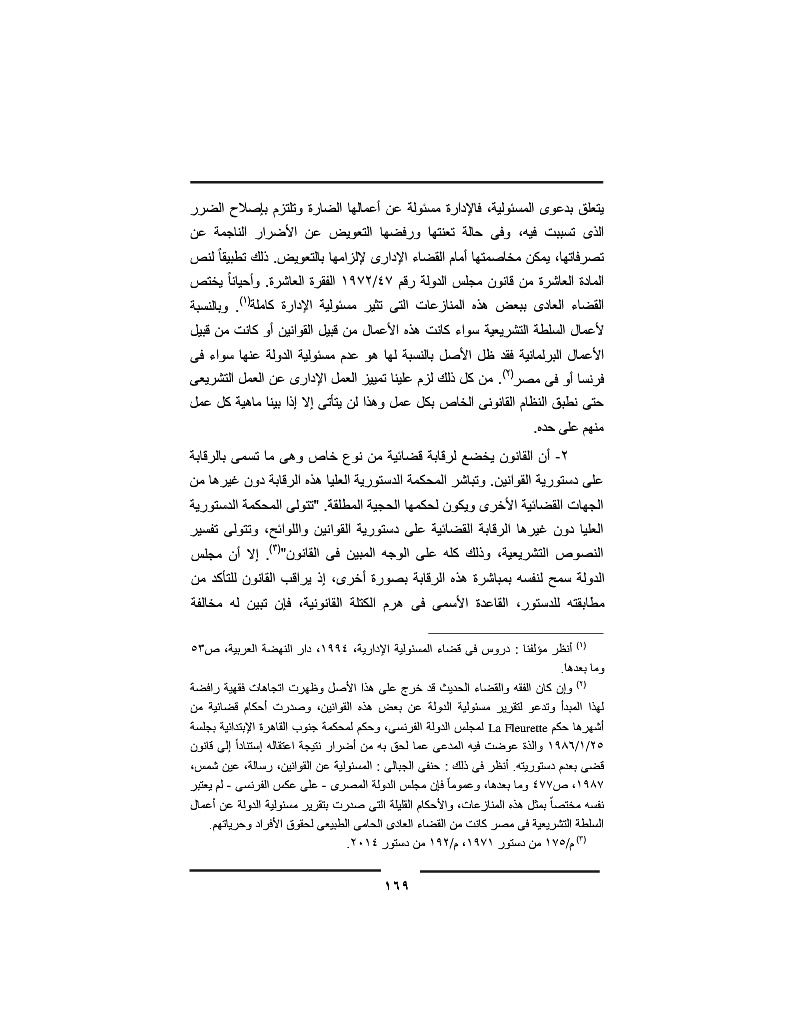 يتعلق بدعوى المسئولية، فالإدارة مسئولة عن أعمالها الضارة وتلتزم بإصلاح الضرر
الذى تسببت فيه، وفى حالة تعنتها ورفضها التعويض عن الأضرار الناجمة عن
تصرفاتها، يمكن مخاصمتها أمام القضاء الإدارى لإلزامها بالتعويض. ذلك تطبيقاً لنص
المادة العاشرة من قانون مجلس الدولة رقم ١٩٧٢/٤٧ الفقرة العاشرة. وأحياناً يختص
القضاء العادى ببعض هذه المنازعات التى تثير مسئولية الإدارة كاملة(١). وبالنسبة
لأعمال السلطة التشريعية سواء كانت هذه الأعمال من قبيل القوانين أو كانت من قبيل
الأعمال البرلمانية فقد ظل الأصل بالنسبة لها هو عدم مسئولية الدولة عنها سواء فى
فرنسا أو فى مصر(٢). من كل ذلك لزم علينا تمييز العمل الإدارى عن العمل التشريعى
حتى نطبق النظام القانونى الخاص بكل عمل وهذا لن يتأتى إلا إذا بينا ماهية كل عمل
منهم على حده.
٢- أن القانون يخضع لرقابة قضائية من نوع خاص وهى ما تسمى بالرقابة
على دستورية القوانين. وتباشر المحكمة الدستورية العليا هذه الرقابة دون غيرها من
الجهات القضائية الأخرى ويكون لحكمها الحجية المطلقة. "تتولى المحكمة الدستورية
العليا دون غيرها الرقابة القضائية على دستورية القوانين واللوائح، وتتولى تفسير
النصوص التشريعية، وذلك كله على الوجه المبين فى القانون"(٣). إلا أن مجلس
الدولة سمح لنفسه بمباشرة هذه الرقابة بصورة أخرى، إذ يراقب القانون للتأكد من
مطابقته للدستور، القاعدة الأسمى فى هرم الكتلة القانونية، فإن تبين له مخالفة
(١) أنظر مؤلفنا : دروس فى قضاء المسئولية الإدارية، ١٩٩٤، دار النهضة العربية، ص٥٣
وما بعدها.
(٢) وإن كان الفقه والقضاء الحديث قد خرج على هذا الأصل وظهرت اتجاهات فقهية رافضة
لهذا المبدأ وتدعو لتقرير مسئولية الدولة عن بعض هذه القوانين، وصدرت أحكام قضائية من
أشهرها حكم La Fleurette لمجلس الدولة الفرنسى، وحكم لمحكمة جنوب القاهرة الإبتدائية بجلسة
١٩٨٦/١/٢٥ والذة عوضت فيه المدعى عما لحق به من أضرار نتيجة اعتقاله إستناداً إلى قانون
قضى بعدم دستوريته. أنظر فى ذلك : حنفى الجبالى : المسئولية عن القوانين، رسالة، عين شمس،
١٩٨٧، ص٤٧٧ وما بعدها، وعموماً فإن مجلس الدولة المصرى - على عكس الفرنسى - لم يعتبر
نفسه مختصاً بمثل هذه المنازعات، والأحكام القليلة التى صدرت بتقرير مسئولية الدولة عن أعمال
السلطة التشريعية فى مصر كانت من القضاء العادى الحامى الطبيعى لحقوق الأفراد وحرياتهم.
(٣) م/١٧٥ من دستور ١٩٧١، م/١٩٢ من دستور ٢٠١٤.
١٦٩